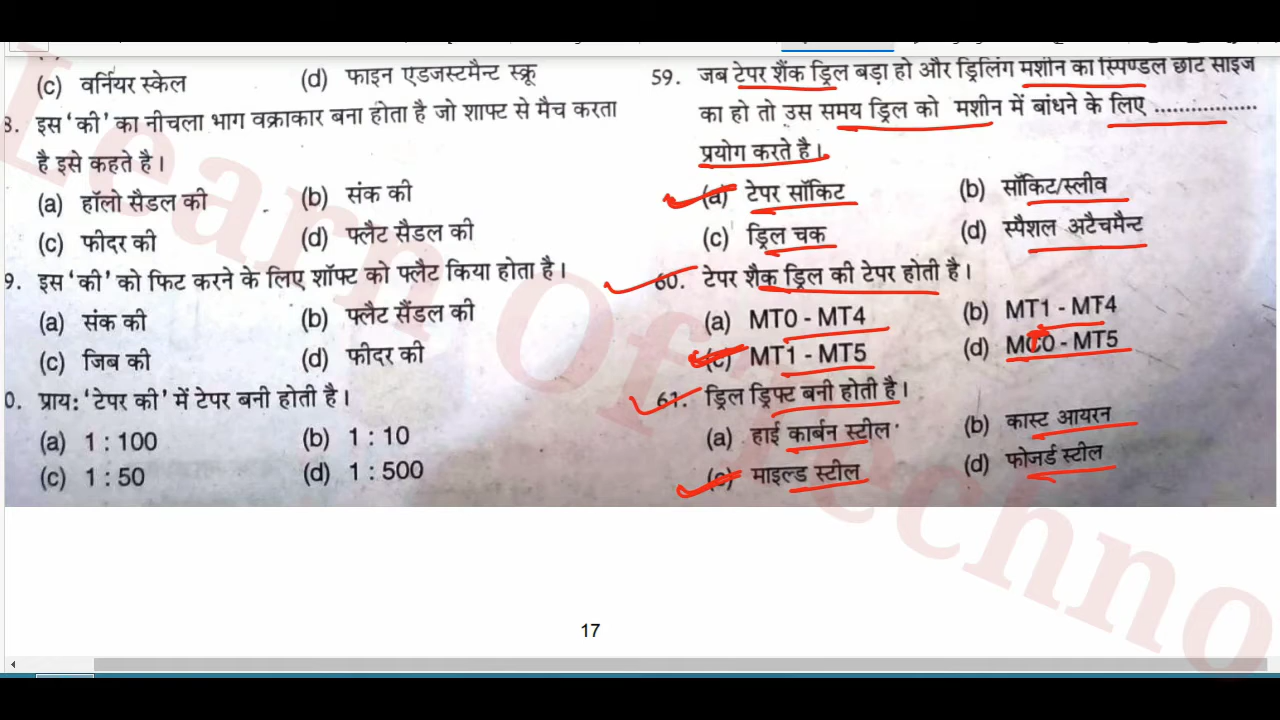 (c) वर्नियर स्केल (d) फाइन एडजस्टमैन्ट स्क्रू
8. इस ‘की’ का नीचला भाग वक्राकार बना होता है जो शाफ्ट से मैच करता
है इसे कहते है।
(a) हॉलो सैडल की (b) संक की
(c) फीदर की (d) फ्लैट सैडल की
9. इस ‘की’ को फिट करने के लिए शॉफ्ट को फ्लैट किया होता है।
(a) संक की (b) फ्लैट सैंडल की
(c) जिब की (d) फीदर की
0. प्राय: ‘टेपर की’ में टेपर बनी होती है।
(a) 1 : 100 (b) 1 : 10
(c) 1 : 50 (d) 1 : 500
59. जब टेपर शैंक ड्रिल बड़ा हो और ड्रिलिंग मशीन का स्पिण्डल छोटे साइज
का हो तो उस समय ड्रिल को मशीन में बांधने के लिए ..................
प्रयोग करते है।
(a) टेपर सॉकिट (b) सॉकिट/स्लीव
(c) ड्रिल चक (d) स्पैशल अटैचमैन्ट
60. टेपर शैक ड्रिल की टेपर होती है।
(a) MT0 - MT4 (b) MT1 - MT4
(c) MT1 - MT5 (d) MC0 - MT5
61. ड्रिल ड्रिफ्ट बनी होती है।
(a) हाई कार्बन स्टील (b) कास्ट आयरन
(c) माइल्ड स्टील (d) फोजर्ड स्टील
Learn Of Techno
17